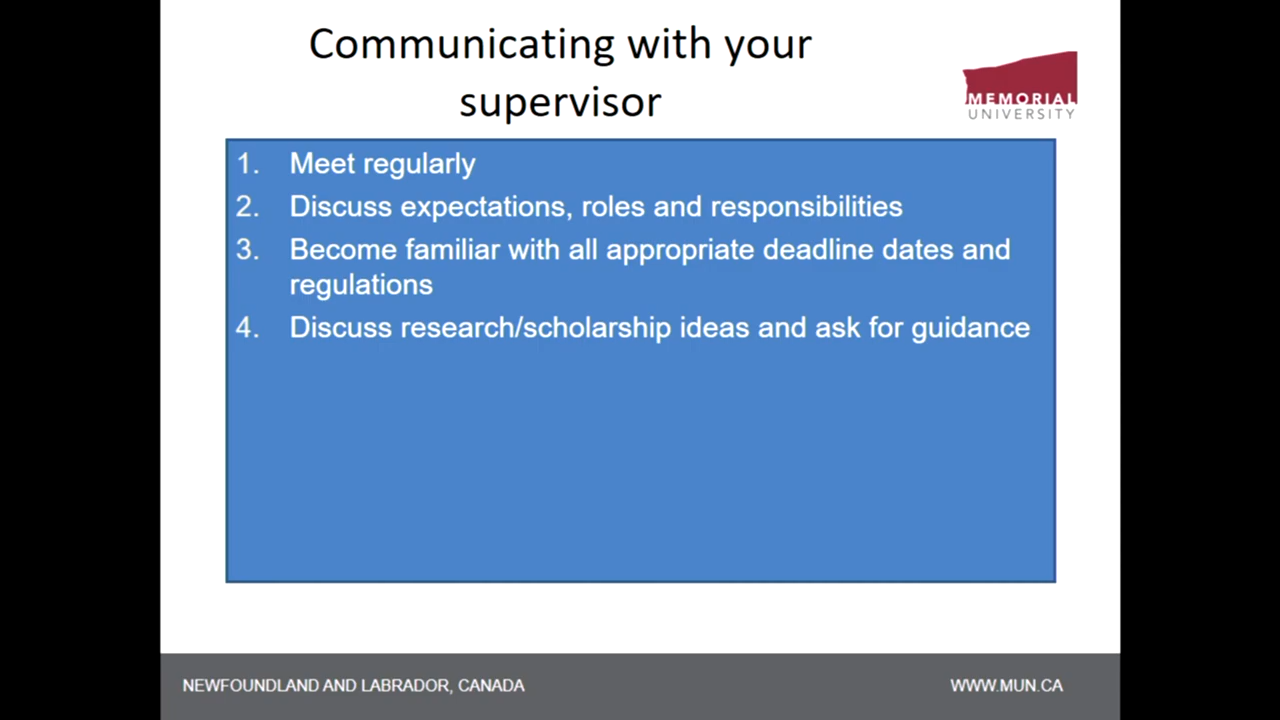 Communicating with your
supervisor
MEMORIAL
UNIVERSITY
1. Meet regularly
2. Discuss expectations, roles and responsibilities
3. Become familiar with all appropriate deadline dates and
regulations
4. Discuss research/scholarship ideas and ask for guidance
NEWFOUNDLAND AND LABRADOR, CANADA
WWW.MUN.CA